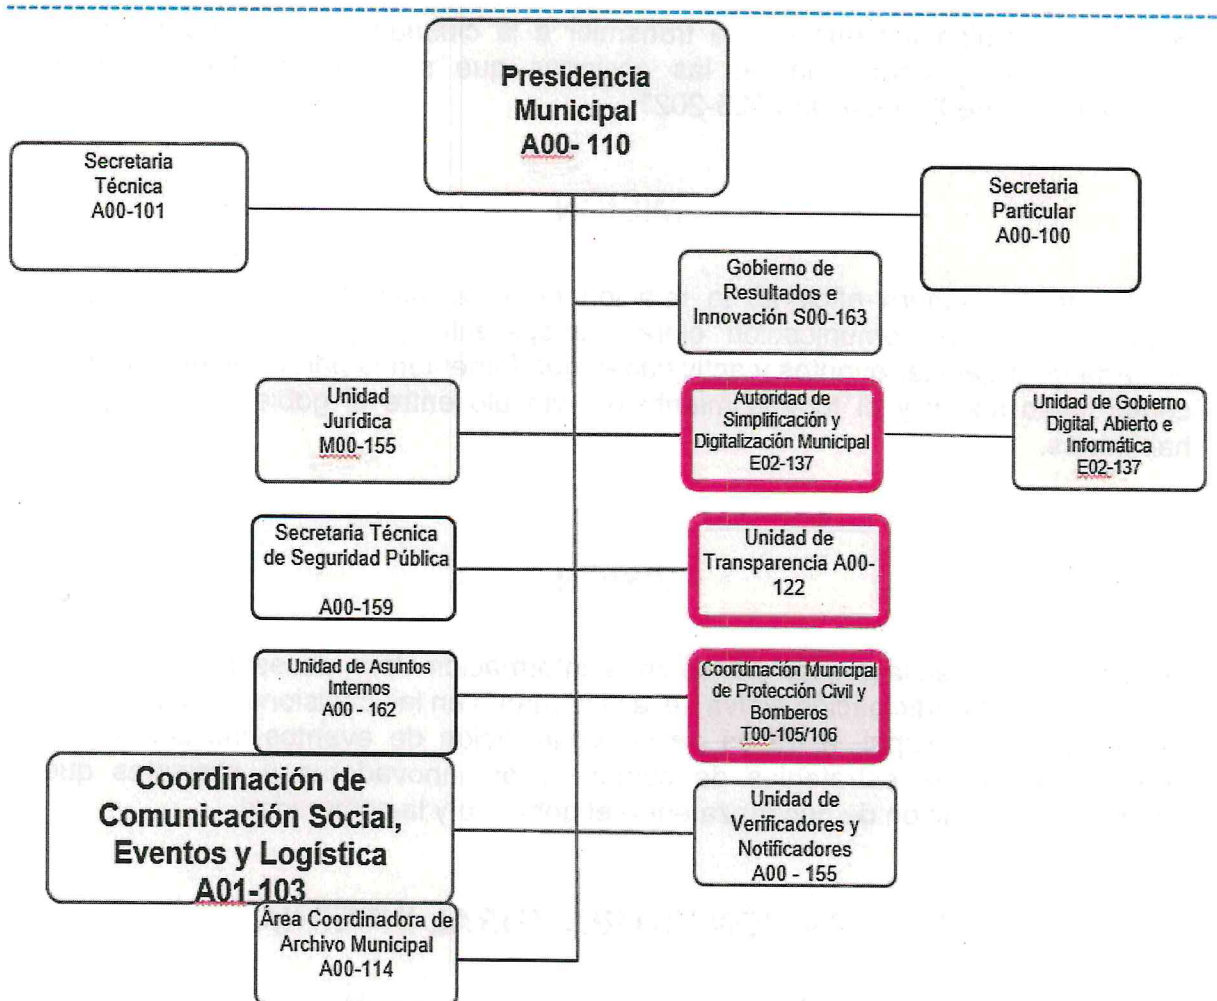 Presidencia
Municipal
A00- 110
Secretaria
Técnica
A00-101
Secretaria
Particular
A00-100
Gobierno de
Resultados e
Innovación S00-163
Unidad
Jurídica
M00-155
Autoridad de
Simplificación y
Digitalización Municipal
E02-137
Unidad de Gobierno
Digital, Abierto e
Informática
E02-137
Secretaria Técnica
de Seguridad Pública
A00-159
Unidad de
Transparencia A00-
122
Unidad de Asuntos
Internos
A00 - 162
Coordinación Municipal
de Protección Civil y
Bomberos
T00-105/106
Coordinación de
Comunicación Social,
Eventos y Logística
A01-103
Unidad de
Verificadores y
Notificadores
A00 - 155
Área Coordinadora de
Archivo Municipal
A00-114